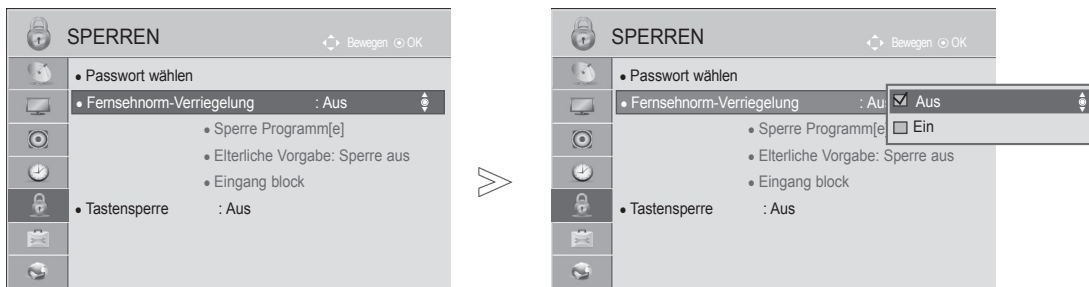 SPERREN
Bewegen ⊙ OK
• Passwort wählen
• Fernsehnorm-Verriegelung : Aus
• Sperre Programm[e]
• Elterliche Vorgabe: Sperre aus
• Eingang block
• Tastensperre : Aus
SPERREN
Bewegen ⊙ OK
• Passwort wählen
• Fernsehnorm-Verriegelung : Au
Aus
Ein
• Sperre Programm[e
• Elterliche Vorgabe: Sperre aus
• Eingang block
• Tastensperre : Aus